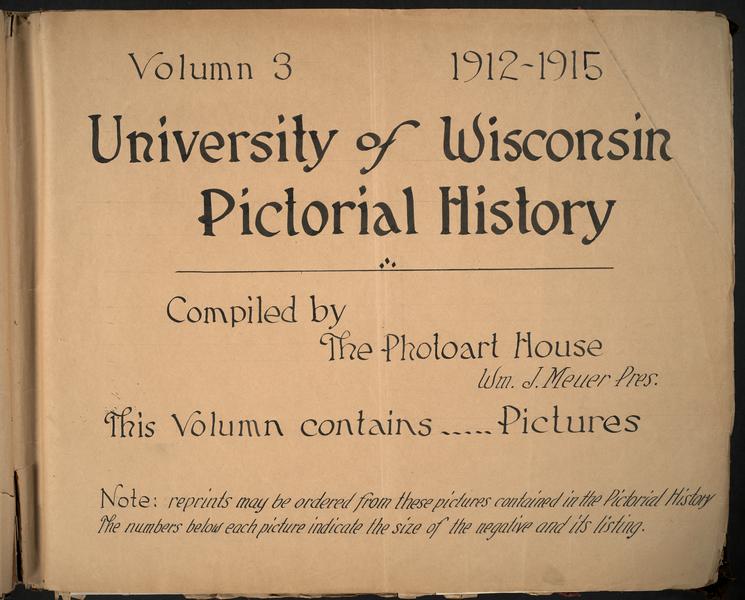 Volumn 3 1912-1915
University of Wisconsin
Pictorial History
Compiled by
The Photoart House
Wm. J. Meuer Pres.
This Volumn contains ..... Pictures
Note: reprints may be ordered from these pictures contained in the Pictorial History
The numbers below each picture indicate the size of the negative and its listing.